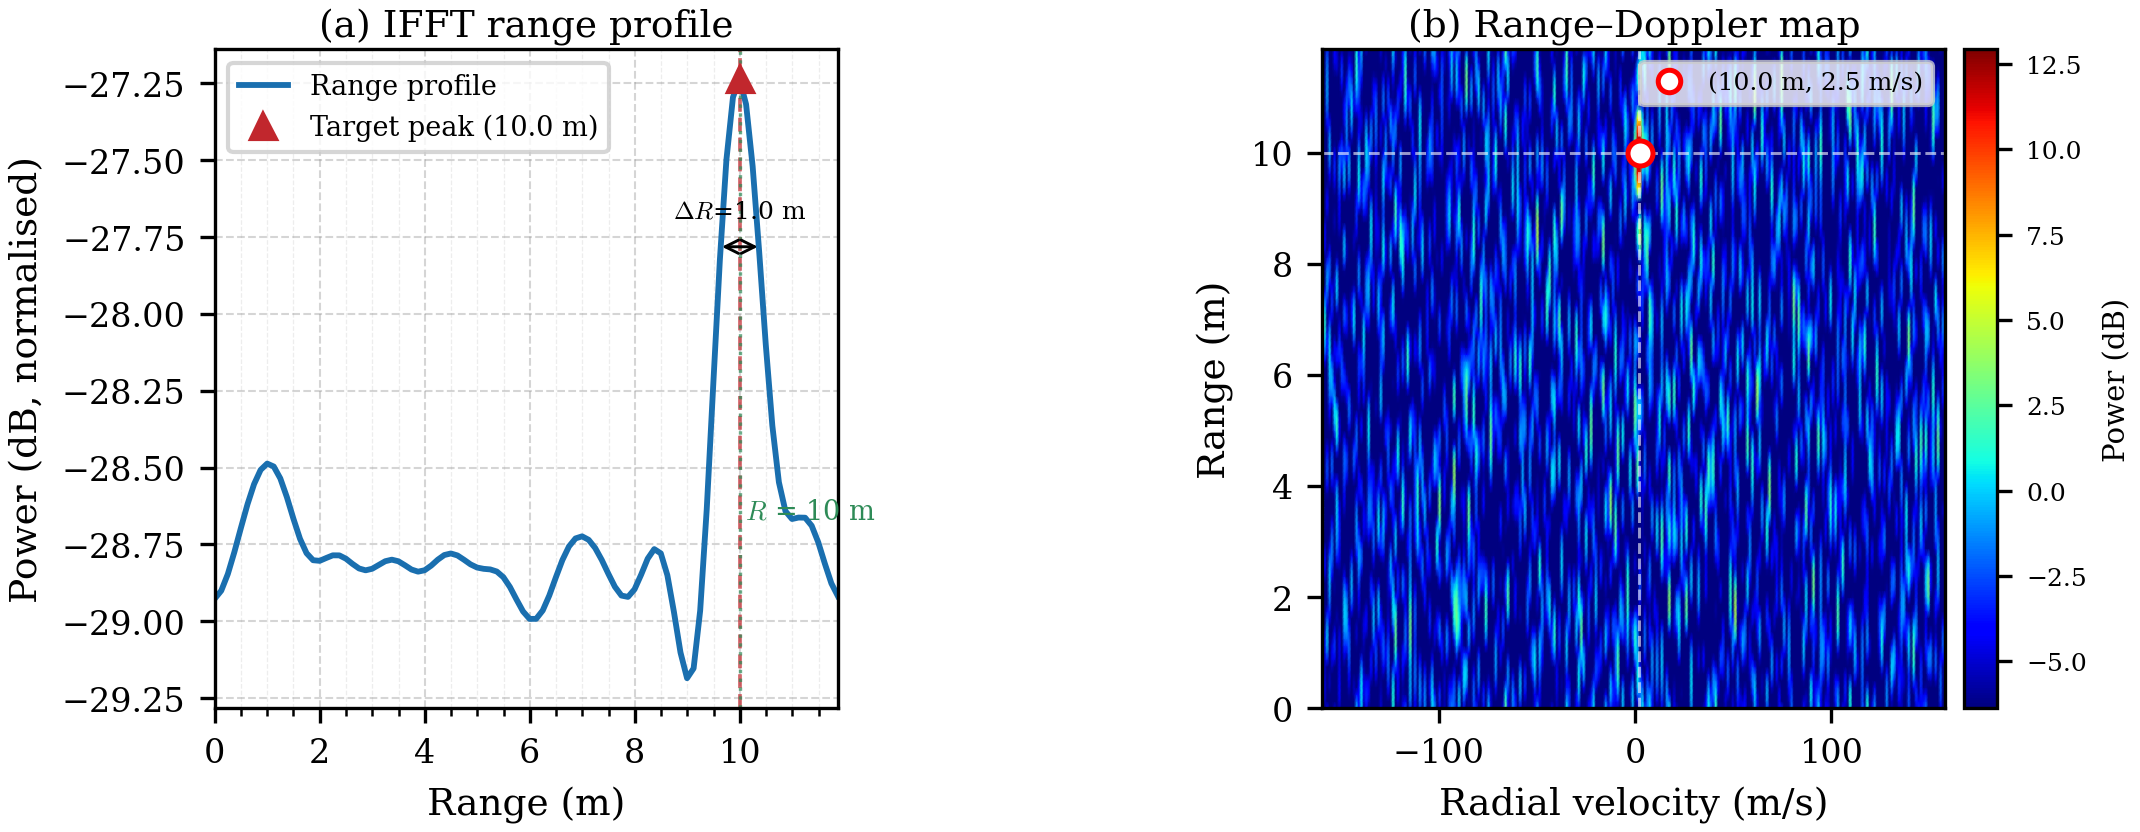 (a) IFFT range profile
Range profile
Target peak (10.0 m)
ΔR=1.0 m
R = 10 m
−27.25
−27.50
−27.75
−28.00
−28.25
−28.50
−28.75
−29.00
−29.25
Power (dB, normalised)
0 2 4 6 8 10
Range (m)
(b) Range–Doppler map
(10.0 m, 2.5 m/s)
10
8
6
4
2
0
Range (m)
−100 0 100
Radial velocity (m/s)
12.5
10.0
7.5
5.0
2.5
0.0
−2.5
−5.0
Power (dB)